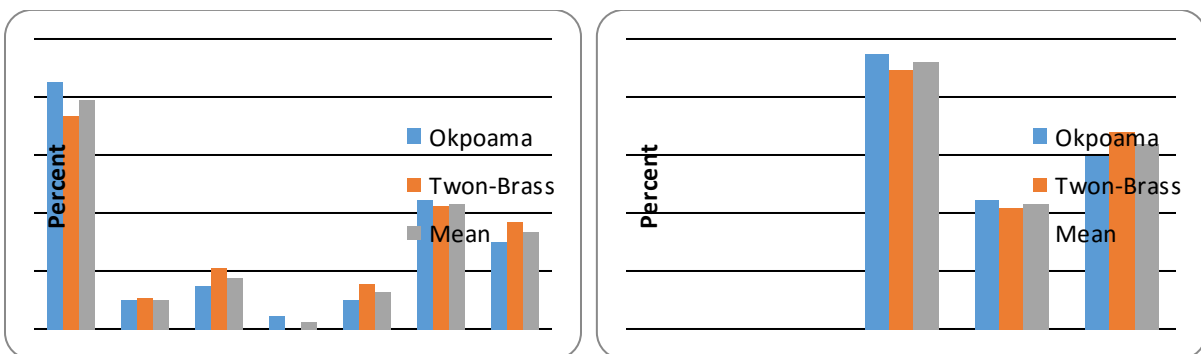 Percent
Okpoama
Twon-Brass
Mean
Percent
Okpoama
Twon-Brass
Mean